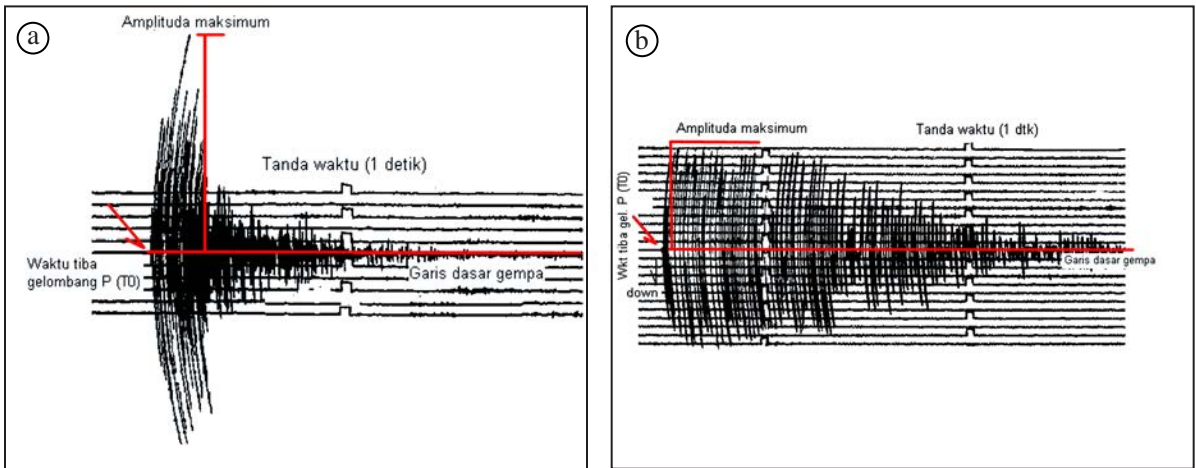 a
Amplituda maksimum
Tanda waktu (1 detik)
Waktu tiba
gelombang P (T0)
Garis dasar gempa
b
Amplituda maksimum
Tanda waktu (1 dtk)
Wkt tiba gel. P (T0)
down
Garis dasar gempa